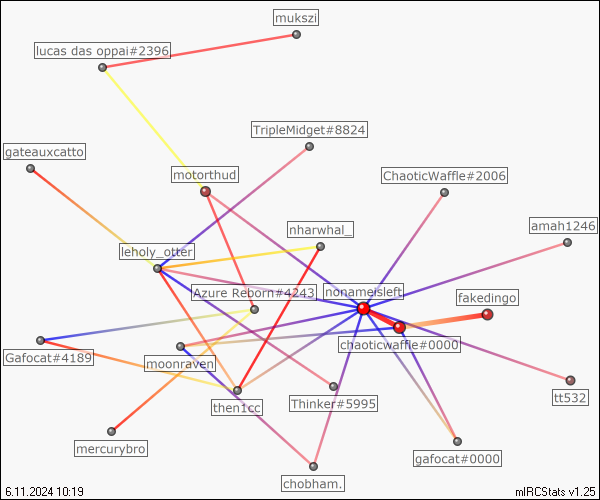 mukszi
lucas das oppai#2396
TripleMidget#8824
gateauxcatto
motorthud
ChaoticWaffle#2006
amah1246
nharwhal_
leholy_otter
Azure Reborn#4243
nonameisleft
fakedingo
chaoticwaffle#0000
Gafocat#4189
moonraven
tt532
then1cc
Thinker#5995
mercurybro
gafocat#0000
chobham.
6.11.2024 10:19
mIRCStats v1.25